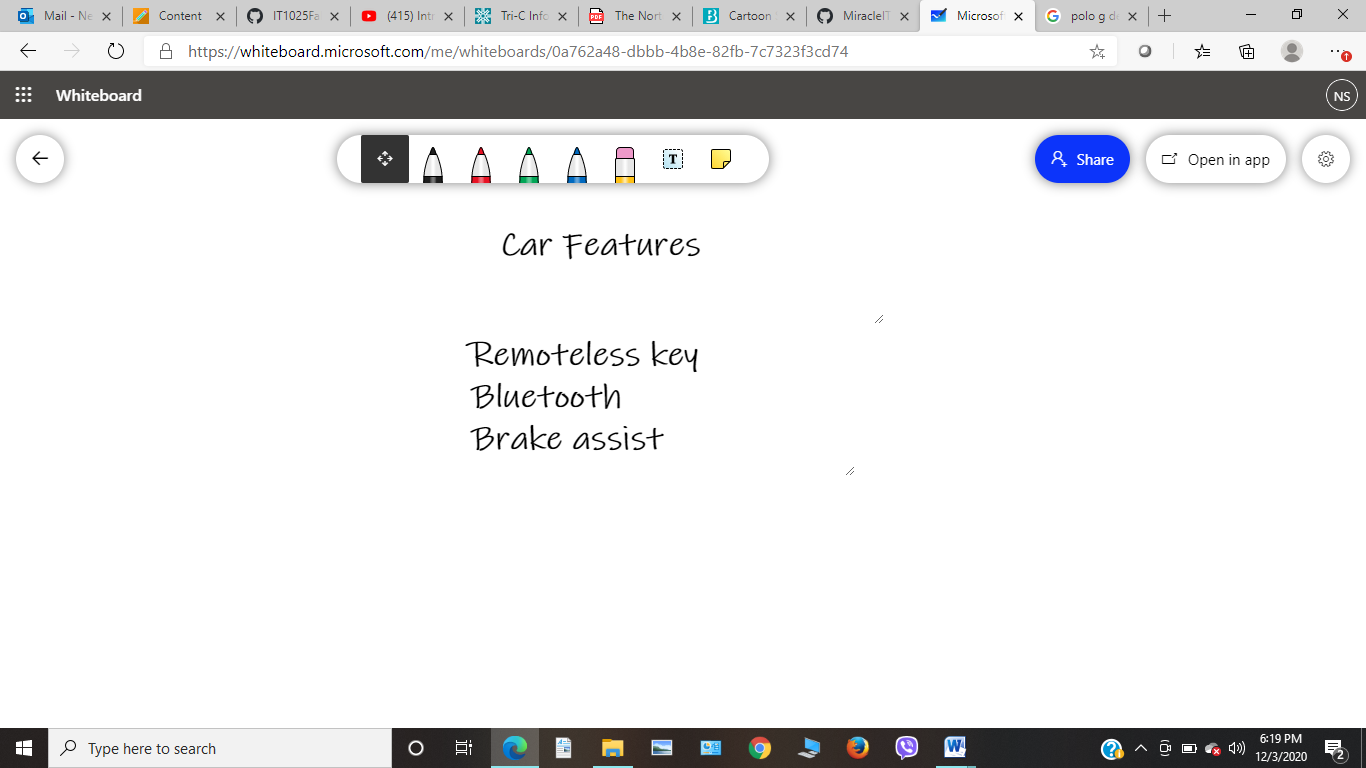 Mail - Ne
Content
IT1025Fa
(415) Intr
Tri-C Info
The Nort
Cartoon
MiracleIT
Microsof
polo g de
https://whiteboard.microsoft.com/me/whiteboards/0a762a48-dbbb-4b8e-82fb-7c7323f3cd74
Whiteboard
NS
T
Share
Open in app
Car Features
Remoteless key
Bluetooth
Brake assist
Type here to search
6:19 PM
12/3/2020
2